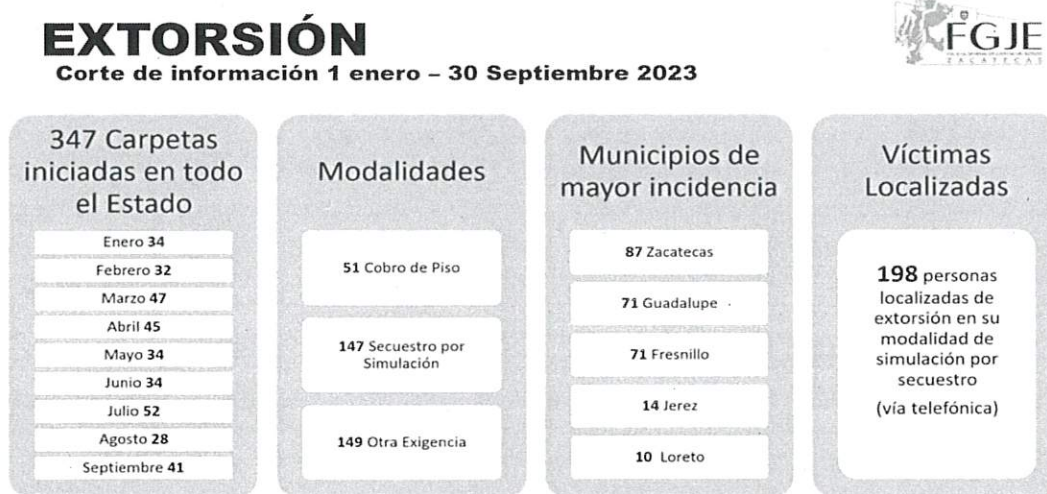 EXTORSIÓN
Corte de información 1 enero – 30 Septiembre 2023
FGJE
ZACATECAS
347 Carpetas
iniciadas en todo
el Estado
Enero 34
Febrero 32
Marzo 47
Abril 45
Mayo 34
Junio 34
Julio 52
Agosto 28
Septiembre 41
Modalidades
51 Cobro de Piso
147 Secuestro por
Simulación
149 Otra Exigencia
Municipios de
mayor incidencia
87 Zacatecas
71 Guadalupe
71 Fresnillo
14 Jerez
10 Loreto
Víctimas
Localizadas
198 personas
localizadas de
extorsión en su
modalidad de
simulación por
secuestro
(vía telefónica)